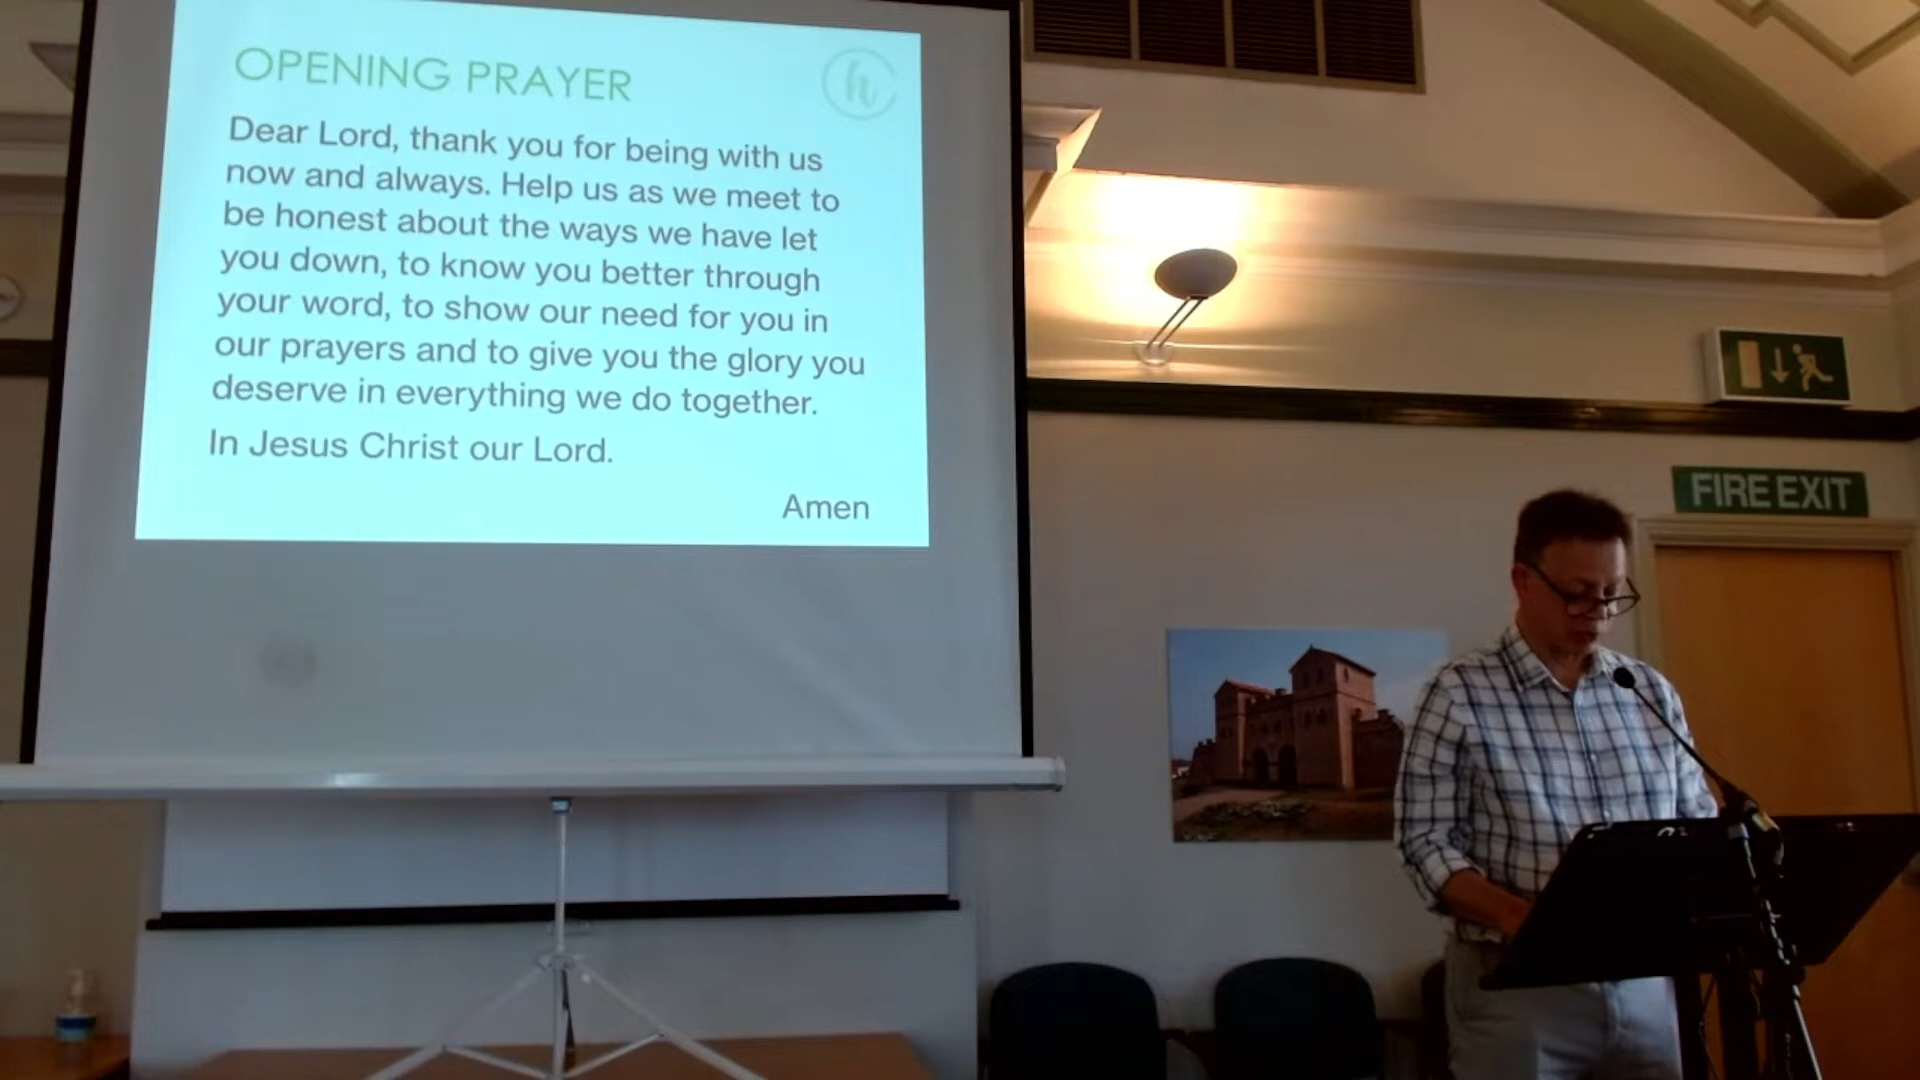 OPENING PRAYER
h
Dear Lord, thank you for being with us
now and always. Help us as we meet to
be honest about the ways we have let
you down, to know you better through
your word, to show our need for you in
our prayers and to give you the glory you
deserve in everything we do together.
In Jesus Christ our Lord.
Amen
FIRE EXIT